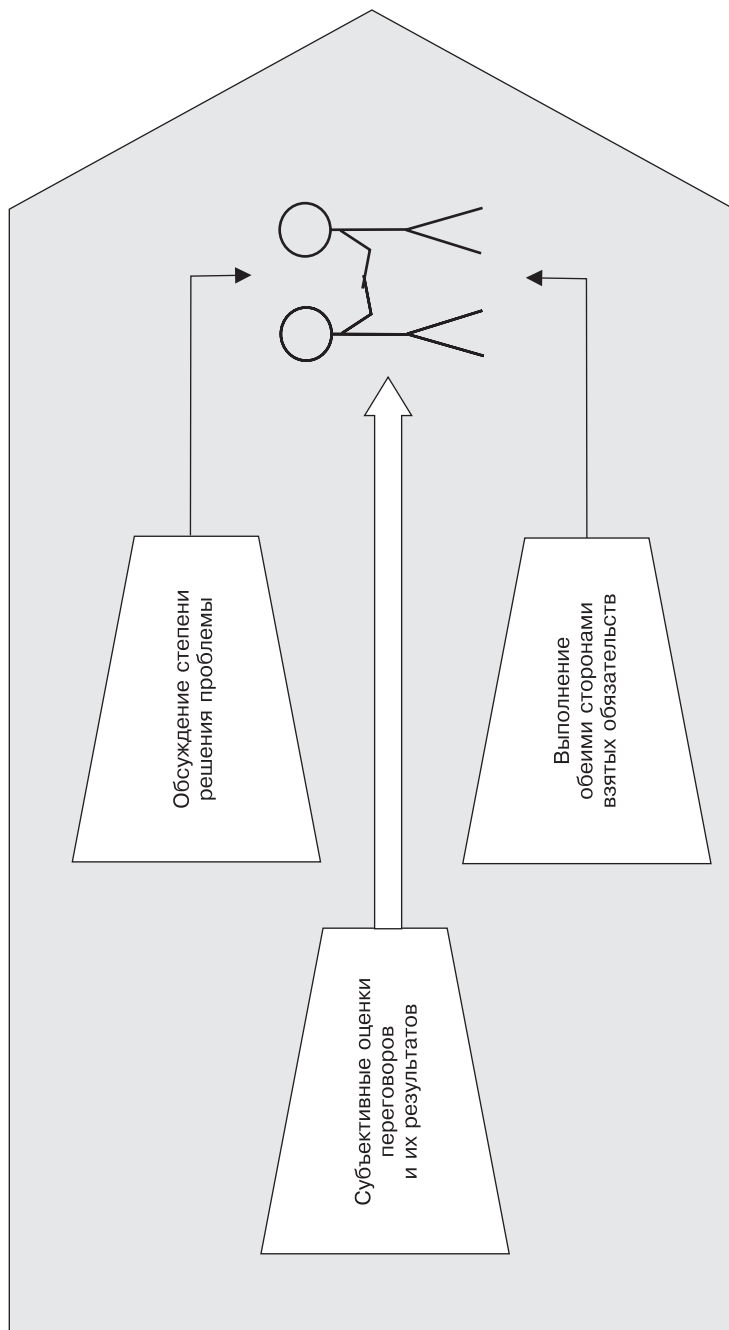 Обсуждение степени
решения проблемы
Субъективные оценки
переговоров
и их результатов
Выполнение
обеими сторонами
взятых обязательств